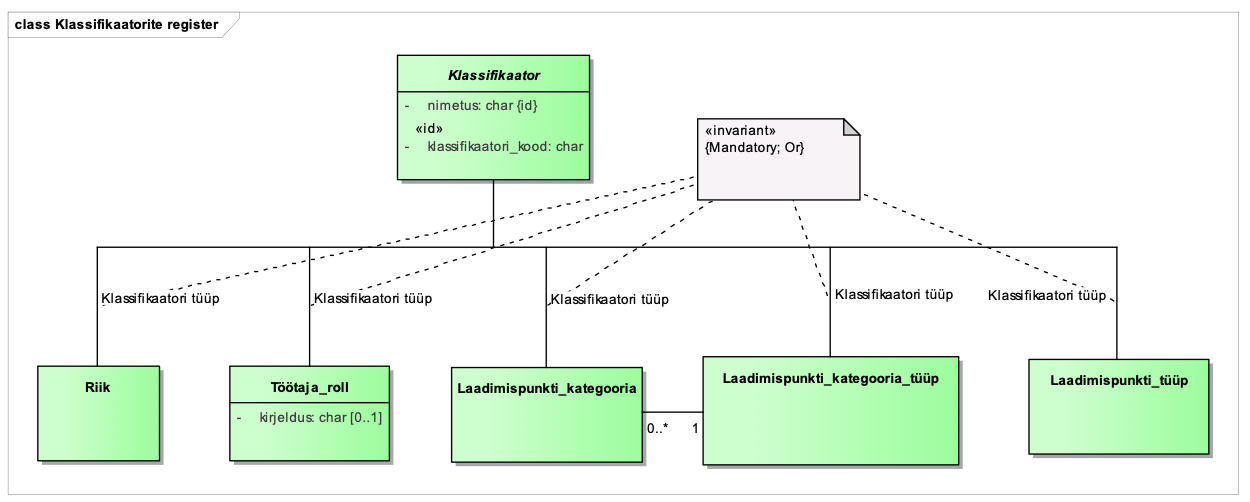 class Klassifikaatorite register
Klassifikaator
- nimetus: char {id}
«id»
- klassifikaatori_kood: char
«invariant»
{Mandatory; Or}
Klassifikaatori tüüp
Klassifikaatori tüüp
Klassifikaatori tüüp
Klassifikaatori tüüp
Klassifikaatori tüüp
Riik
Töötaja_roll
- kirjeldus: char [0..1]
Laadimispunkti_kategooria
Laadimispunkti_kategooria_tüüp
Laadimispunkti_tüüp
0..*
1